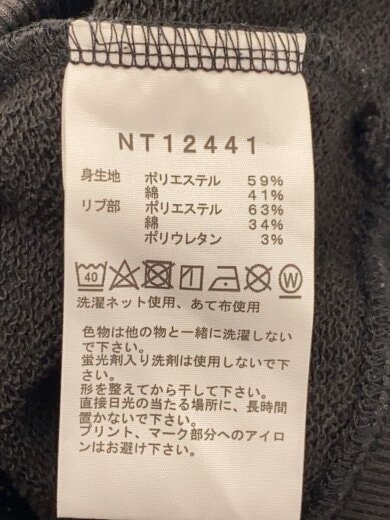 NT12441
身生地 ポリエステル 59%
綿 41%
リブ部 ポリエステル 63%
綿 34%
ポリウレタン 3%
40 W
洗濯ネット使用、あて布使用
色物は他の物と一緒に洗濯しない
で下さい。
蛍光剤入り洗剤は使用しないで下
さい。
形を整えてから干して下さい。
直接日光の当たる場所に、長時間
置かないで下さい。
プリント、マーク部分へのアイロ
ンはお避け下さい。